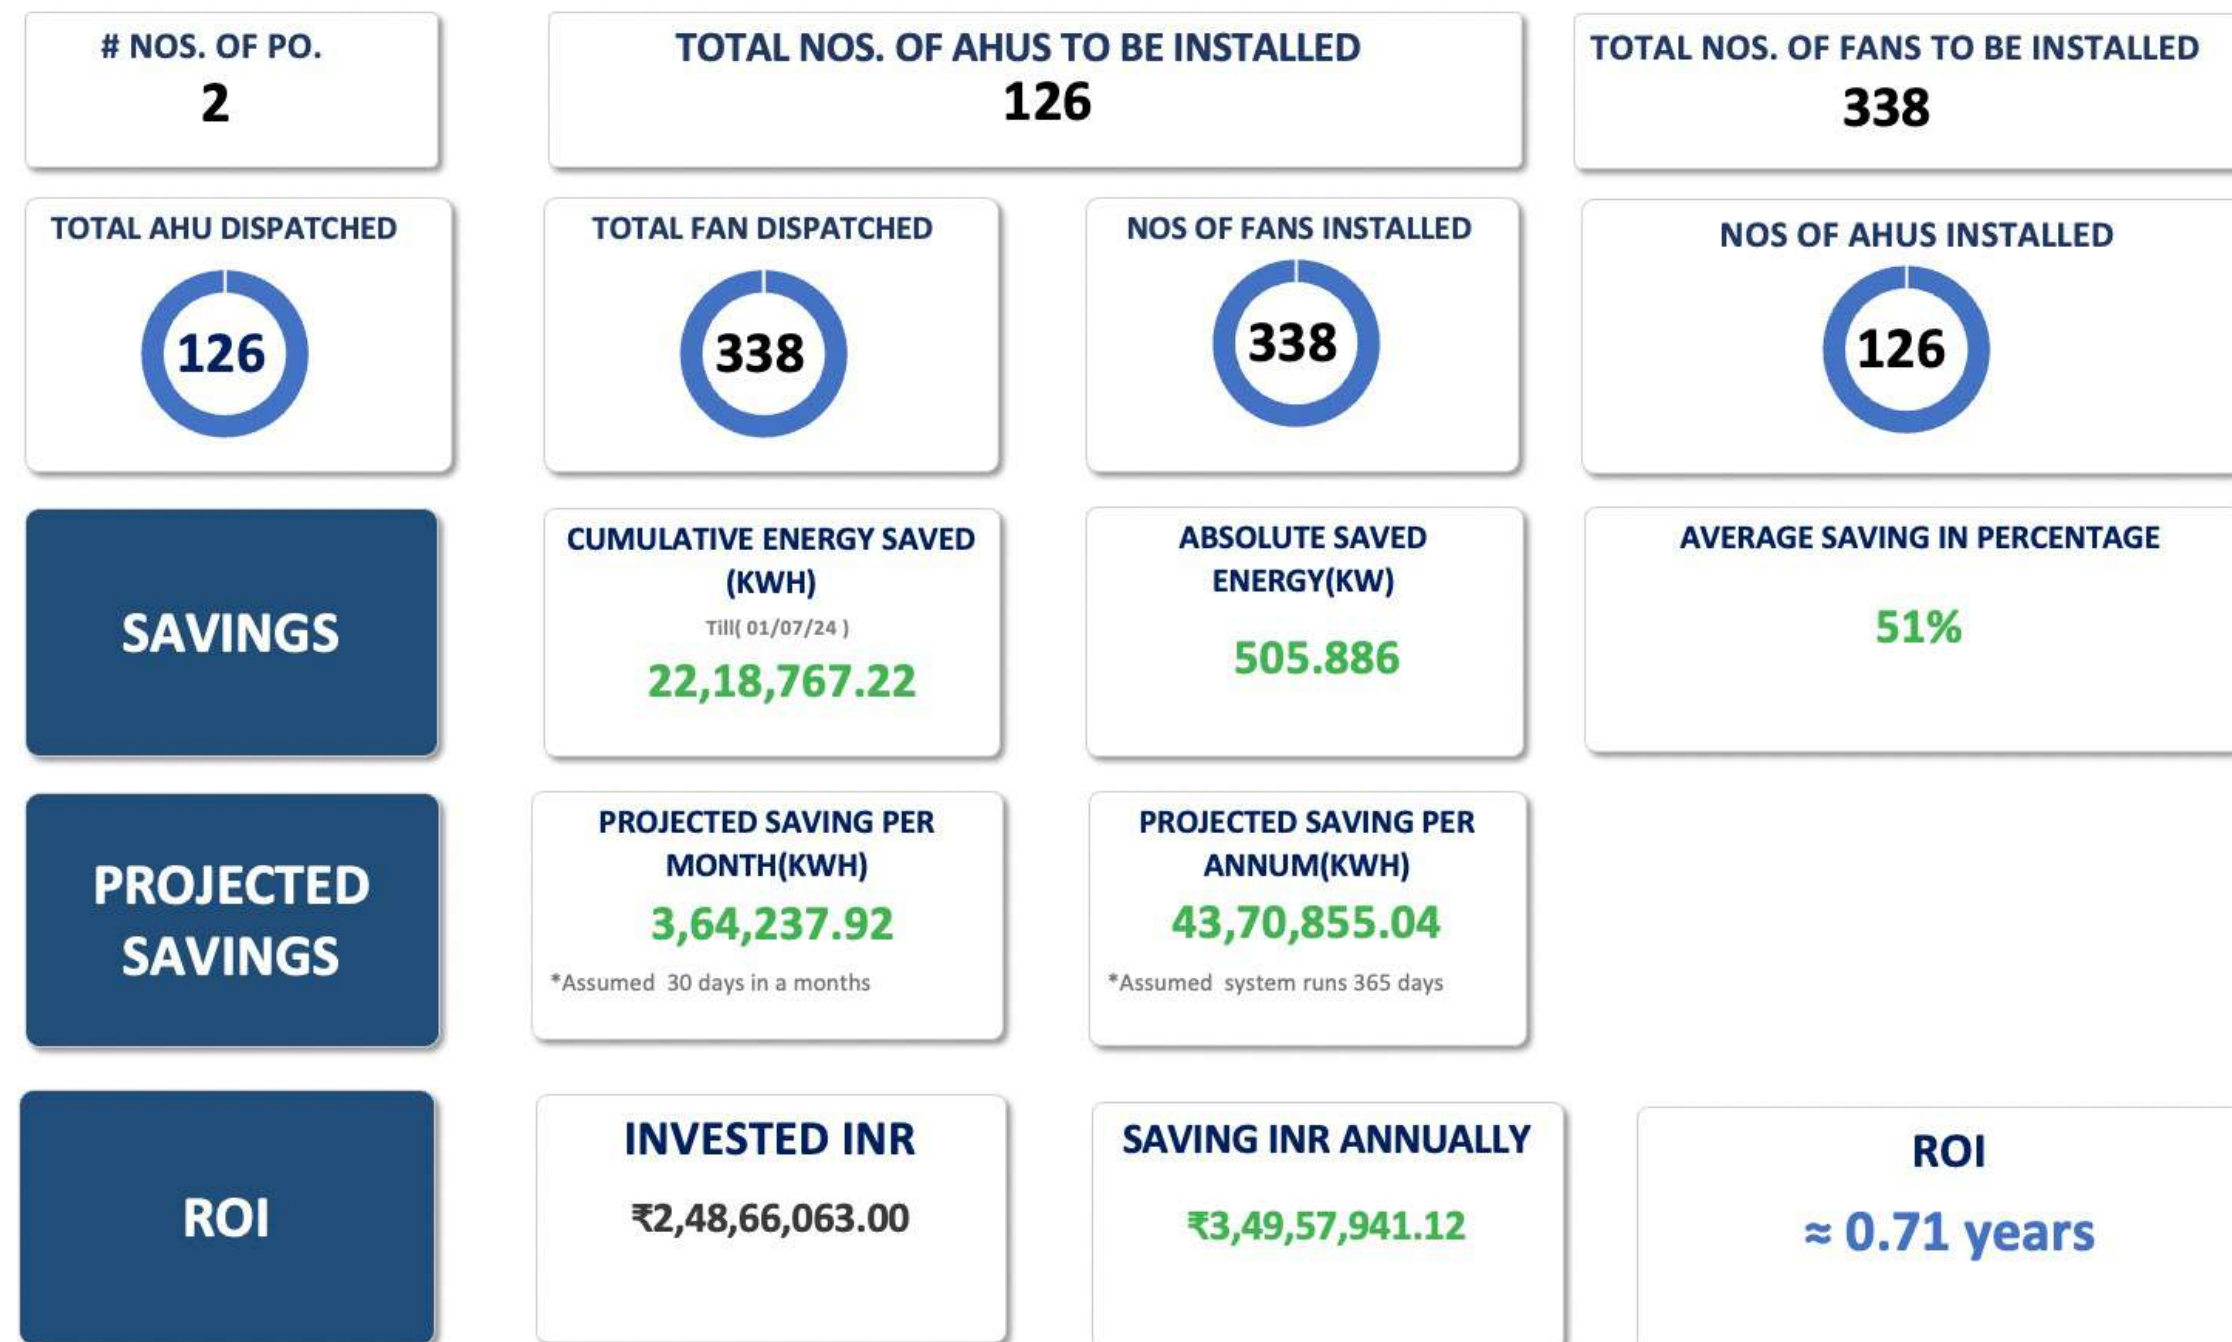 # NOS. OF PO.
2
TOTAL NOS. OF AHUS TO BE INSTALLED
126
TOTAL NOS. OF FANS TO BE INSTALLED
338
TOTAL AHU DISPATCHED
126
TOTAL FAN DISPATCHED
338
NOS OF FANS INSTALLED
338
NOS OF AHUS INSTALLED
126
SAVINGS
CUMULATIVE ENERGY SAVED
(KWH)
Till( 01/07/24 )
22,18,767.22
ABSOLUTE SAVED
ENERGY(KW)
505.886
AVERAGE SAVING IN PERCENTAGE
51%
PROJECTED
SAVINGS
PROJECTED SAVING PER
MONTH(KWH)
3,64,237.92
*Assumed 30 days in a months
PROJECTED SAVING PER
ANNUM(KWH)
43,70,855.04
*Assumed system runs 365 days
ROI
INVESTED INR
₹2,48,66,063.00
SAVING INR ANNUALLY
₹3,49,57,941.12
ROI
≈ 0.71 years